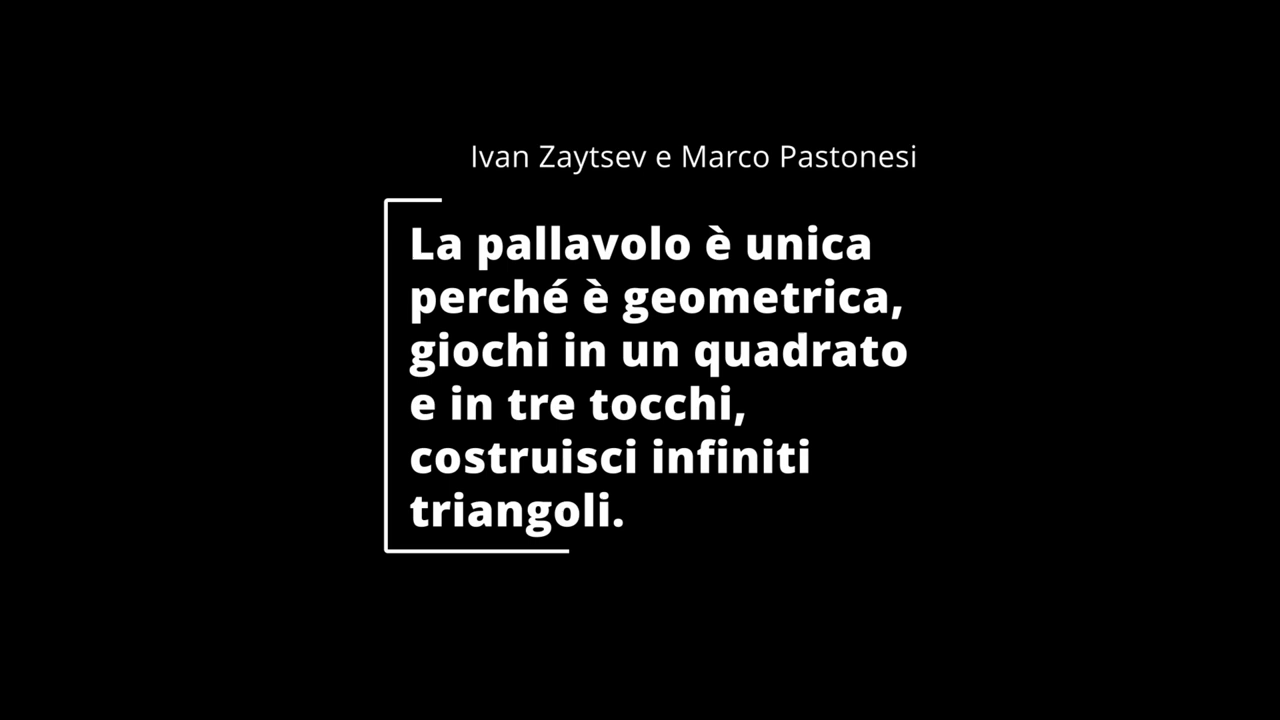 Ivan Zaytsev e Marco Pastonesi
La pallavolo è unica
perché è geometrica,
giochi in un quadrato
e in tre tocchi,
costruisci infiniti
triangoli.